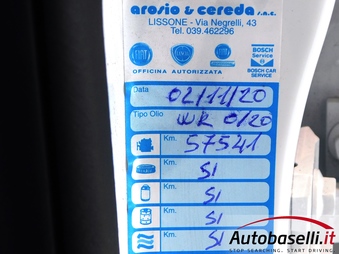 arosio & cereda s.n.c.
LISSONE - Via Negrelli, 43
Tel. 039.462296
FIAT
FIAT
BOSCH
Service
OFFICINA AUTORIZZATA
BOSCH CAR
SERVICE
Data 02/11/20
Tipo Olio WR 0/20
Km. 57541
Km. SI
Km. SI
Km. SI
Km. SI
Autobaselli.it
STOP SEARCHING. START DRIVING